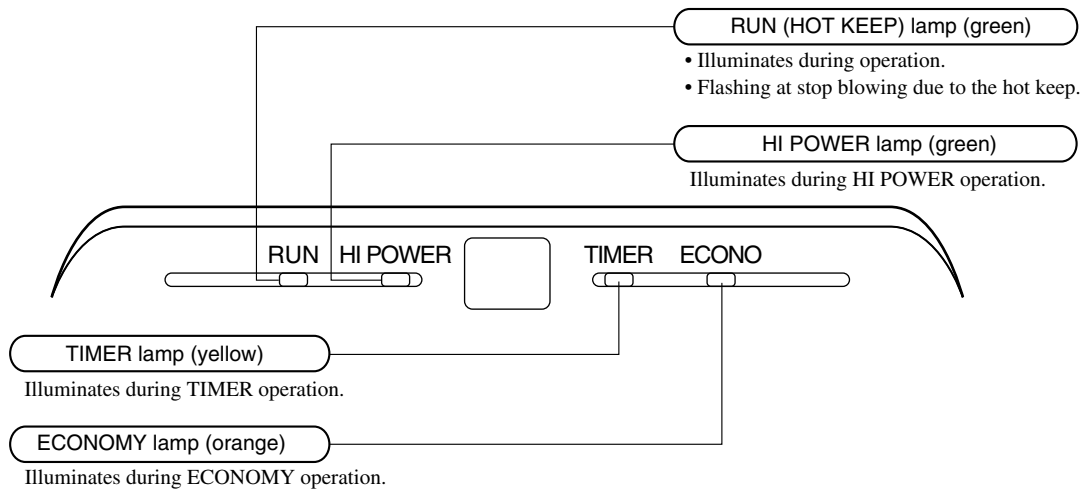 RUN (HOT KEEP) lamp (green)
• Illuminates during operation.
• Flashing at stop blowing due to the hot keep.
HI POWER lamp (green)
Illuminates during HI POWER operation.
RUN HI POWER TIMER ECONO
TIMER lamp (yellow)
Illuminates during TIMER operation.
ECONOMY lamp (orange)
Illuminates during ECONOMY operation.